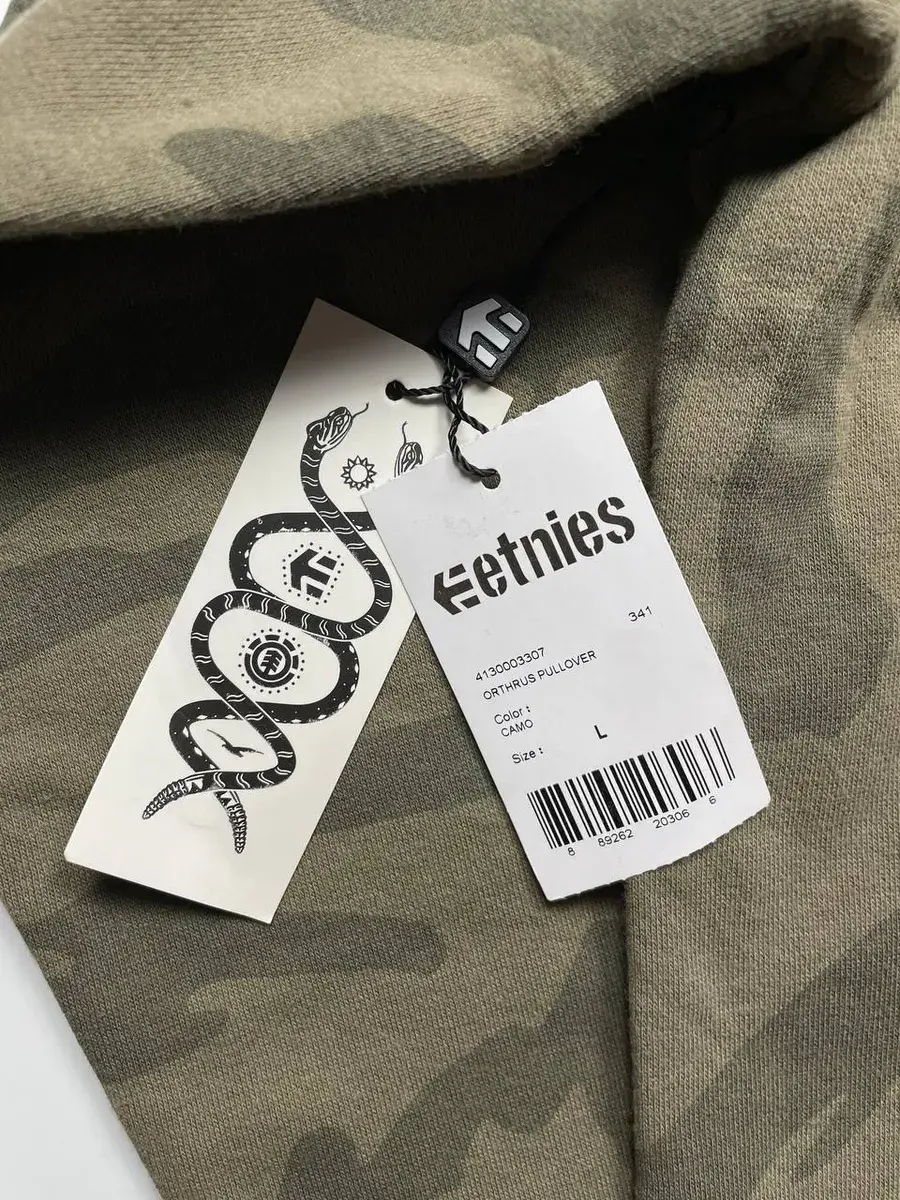 etnies
341
4130003307
ORTHRUS PULLOVER
Color :
CAMO
Size : L
8 89262 20306 6